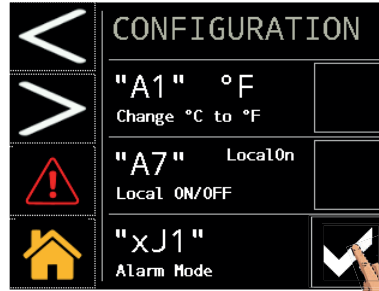 CONFIGURATION
"A1" °F
Change °C to °F
"A7" LocalOn
Local ON/OFF
"xJ1"
Alarm Mode